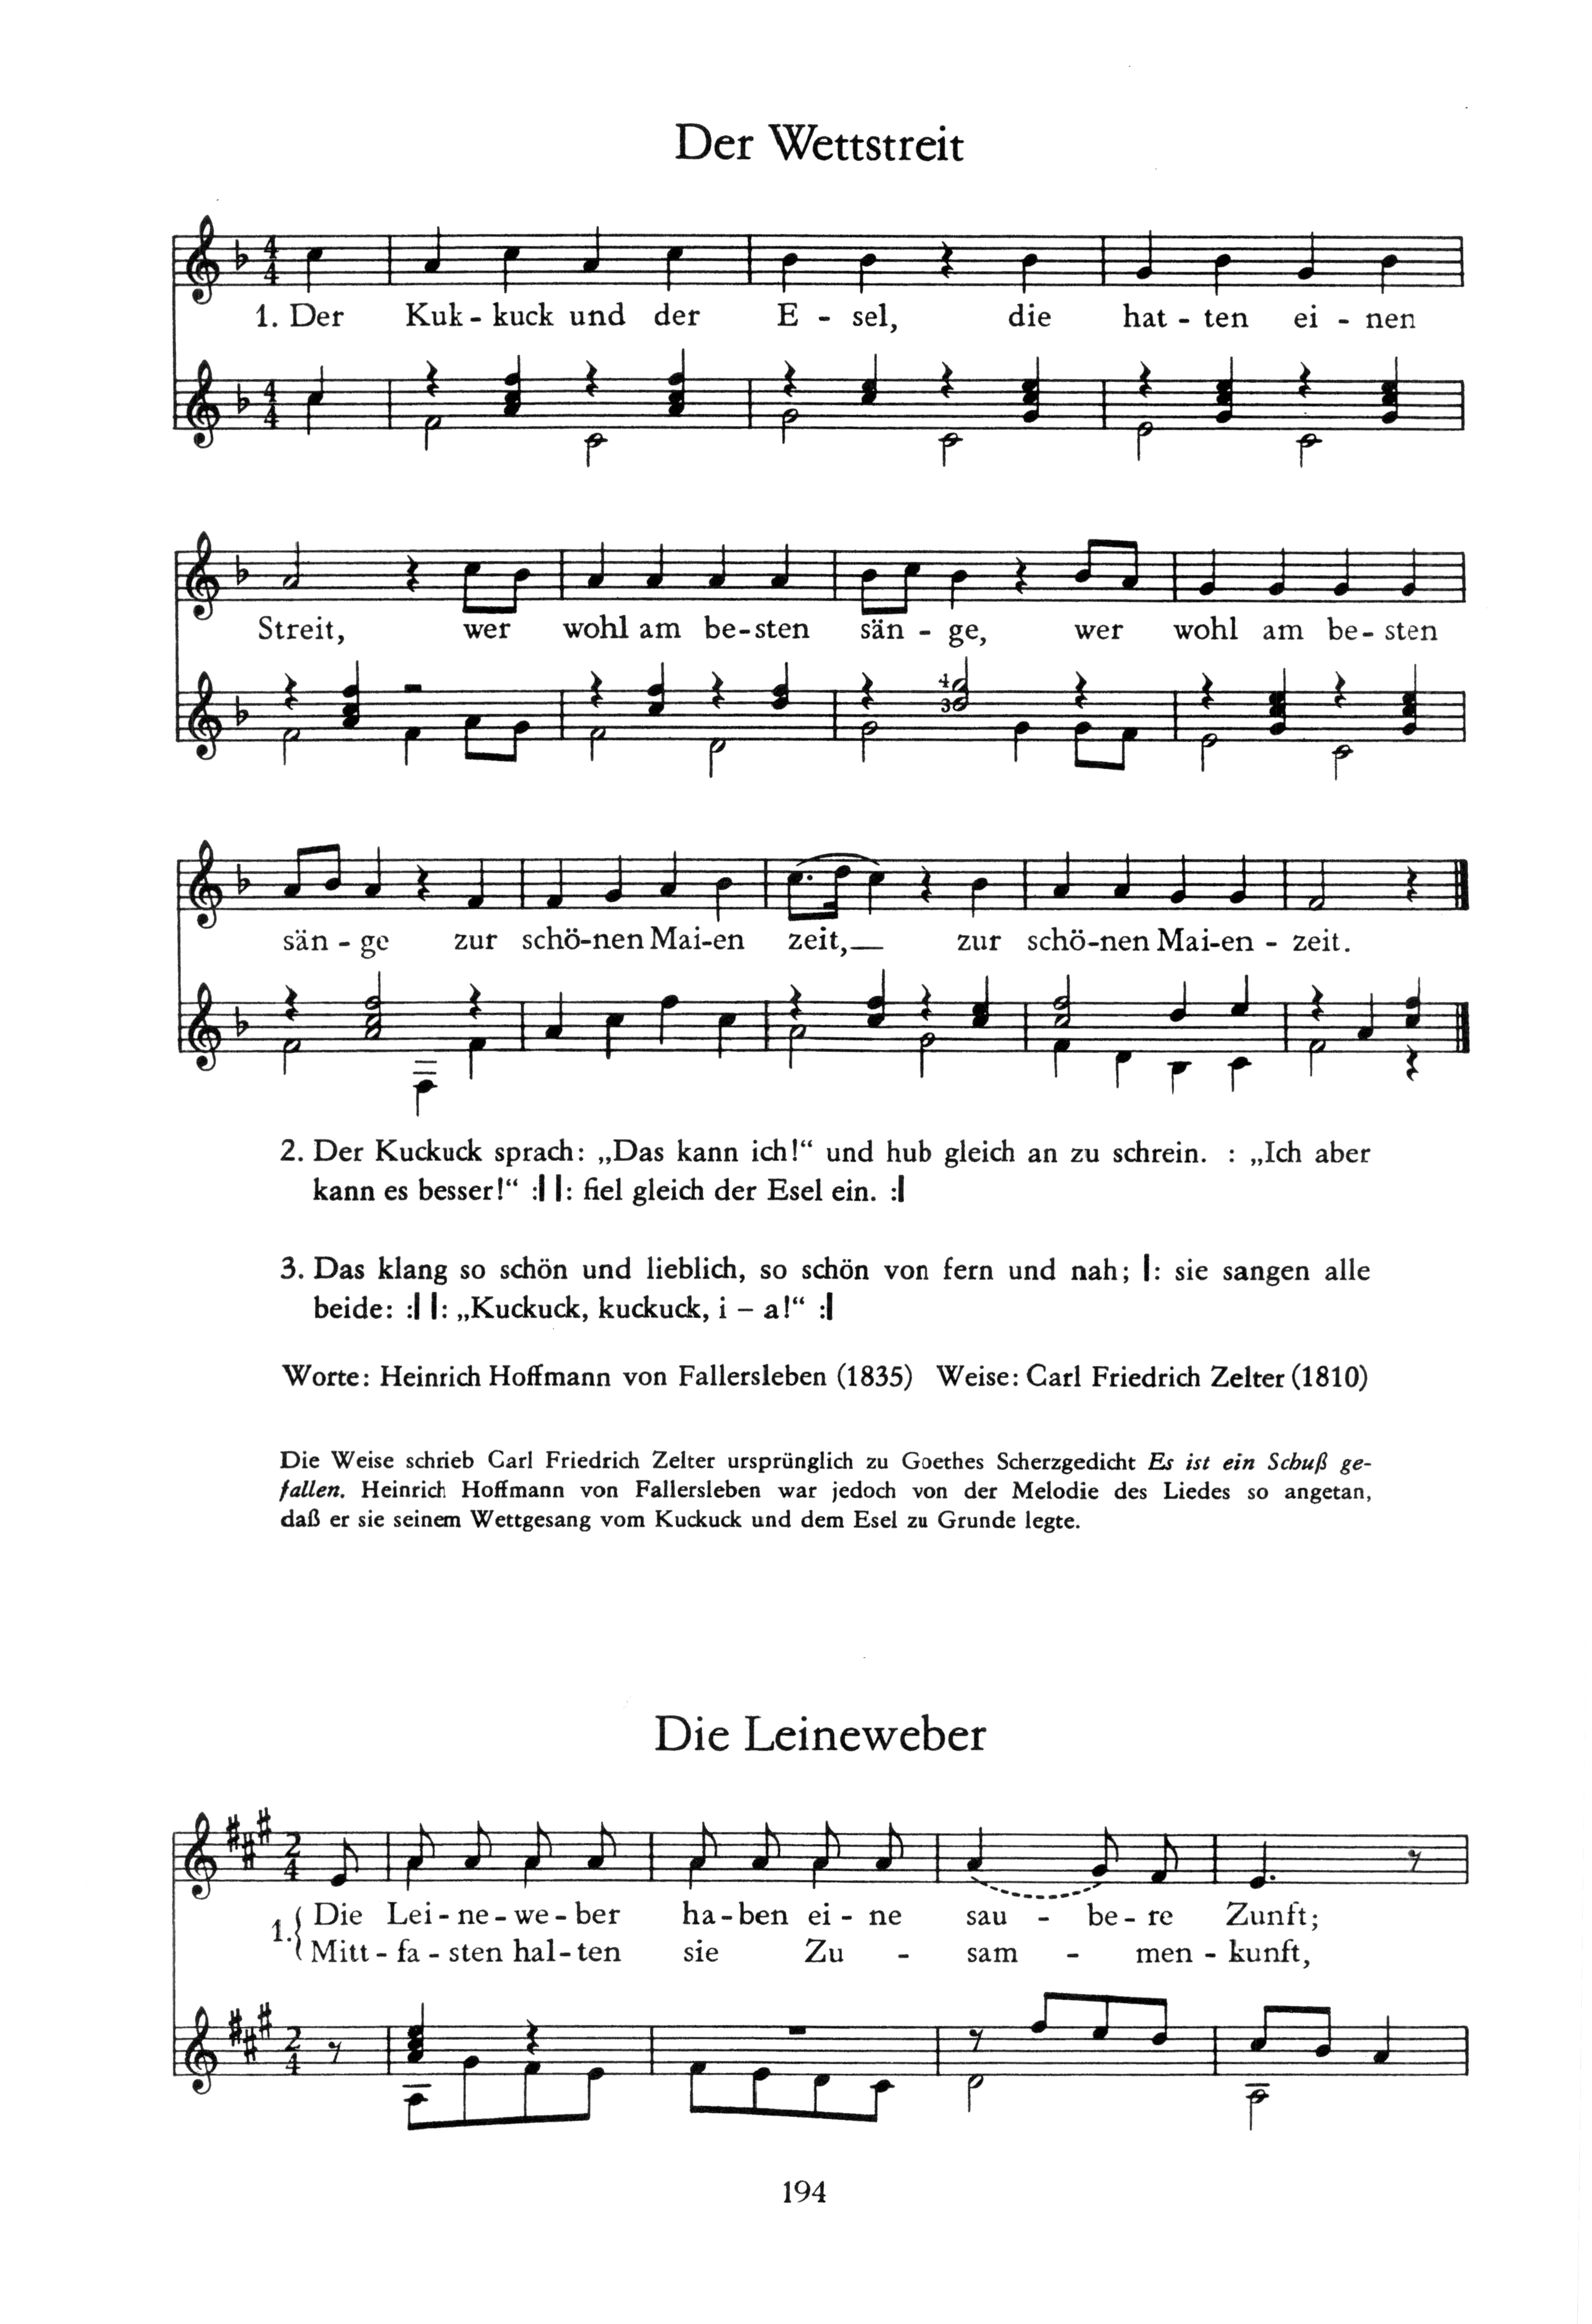 Der Wettstreit
1. Der Kuk - kuck und der E - sel, die hat - ten ei - nen
Streit, wer wohl am be - sten sän - ge, wer wohl am be - sten
4
3
sän - ge zur schö - nen Mai - en zeit, zur schö - nen Mai - en - zeit.
2. Der Kuckuck sprach: „Das kann ich!“ und hub gleich an zu schrein. : „Ich aber
kann es besser!“ :| |: fiel gleich der Esel ein. :|
3. Das klang so schön und lieblich, so schön von fern und nah; |: sie sangen alle
beide: :| |: „Kuckuck, kuckuck, i – a!“ :|
Worte: Heinrich Hoffmann von Fallersleben (1835) Weise: Carl Friedrich Zelter (1810)
Die Weise schrieb Carl Friedrich Zelter ursprünglich zu Goethes Scherzgedicht Es ist ein Schuß ge-
fallen. Heinrich Hoffmann von Fallersleben war jedoch von der Melodie des Liedes so angetan,
daß er sie seinem Wettgesang vom Kuckuck und dem Esel zu Grunde legte.
Die Leineweber
1. Die Lei - ne - we - ber ha - ben ei - ne sau - be - re Zunft;
Mitt - fa - sten hal - ten sie Zu - sam - men - kunft,
194